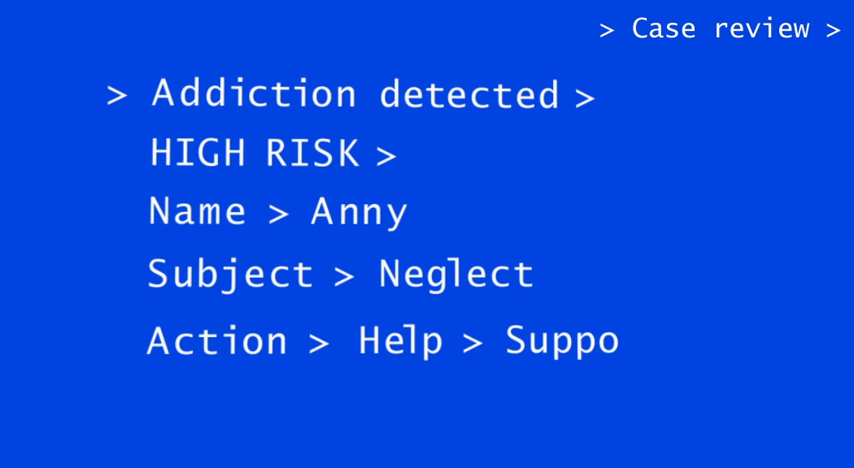 > Case review >
> Addiction detected >
HIGH RISK >
Name > Anny
Subject > Neglect
Action > Help > Suppo